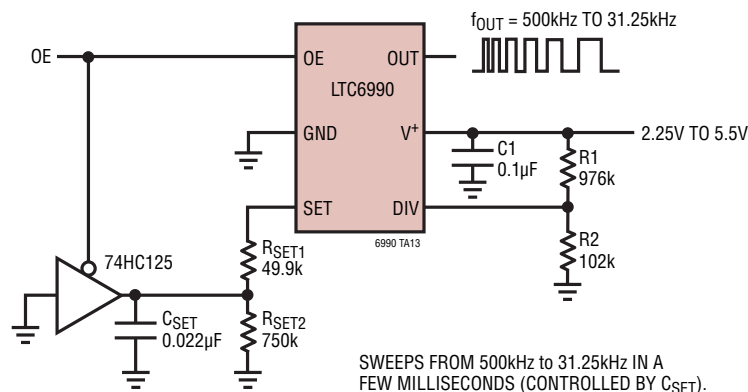 fOUT = 500kHz TO 31.25kHz
OE
OE
OUT
LTC6990
GND
V+
2.25V TO 5.5V
C1
0.1µF
R1
976k
SET
DIV
6990 TA13
RSET1
49.9k
R2
102k
74HC125
CSET
0.022µF
RSET2
750k
SWEEPS FROM 500kHz to 31.25kHz IN A
FEW MILLISECONDS (CONTROLLED BY CSET).